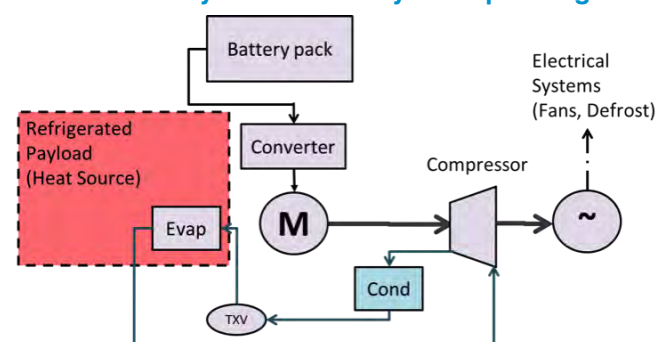 Battery pack
Electrical
Systems
(Fans, Defrost)
Refrigerated
Payload
(Heat Source)
Converter
Compressor
Evap
M
~
Cond
TXV